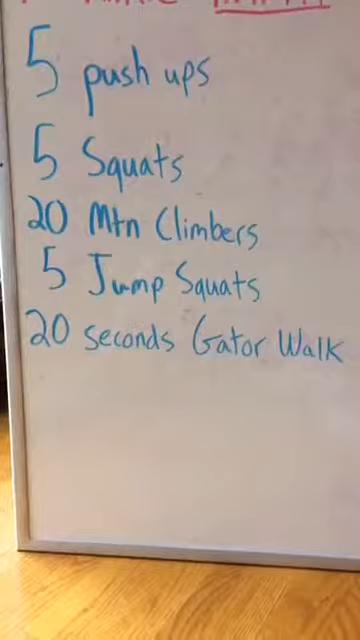 5 push ups
5 Squats
20 Mtn Climbers
5 Jump Squats
20 seconds Gator Walk